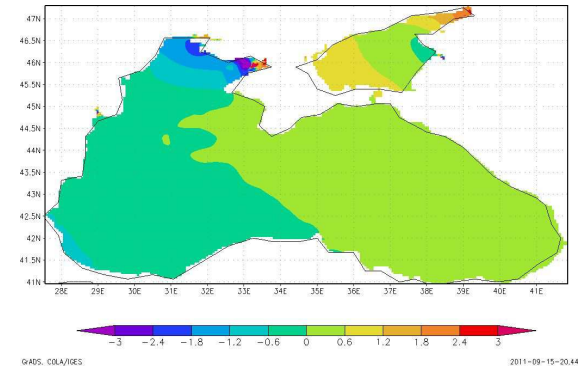 47N
46.5N
46N
45.5N
45N
44.5N
44N
43.5N
43N
42.5N
42N
41.5N
41N
28E 29E 30E 31E 32E 33E 34E 35E 36E 37E 38E 39E 40E 41E
-3 -2.4 -1.8 -1.2 -0.6 0 0.6 1.2 1.8 2.4 3
GrADS, COLA/IGES 2011-09-15-20.44